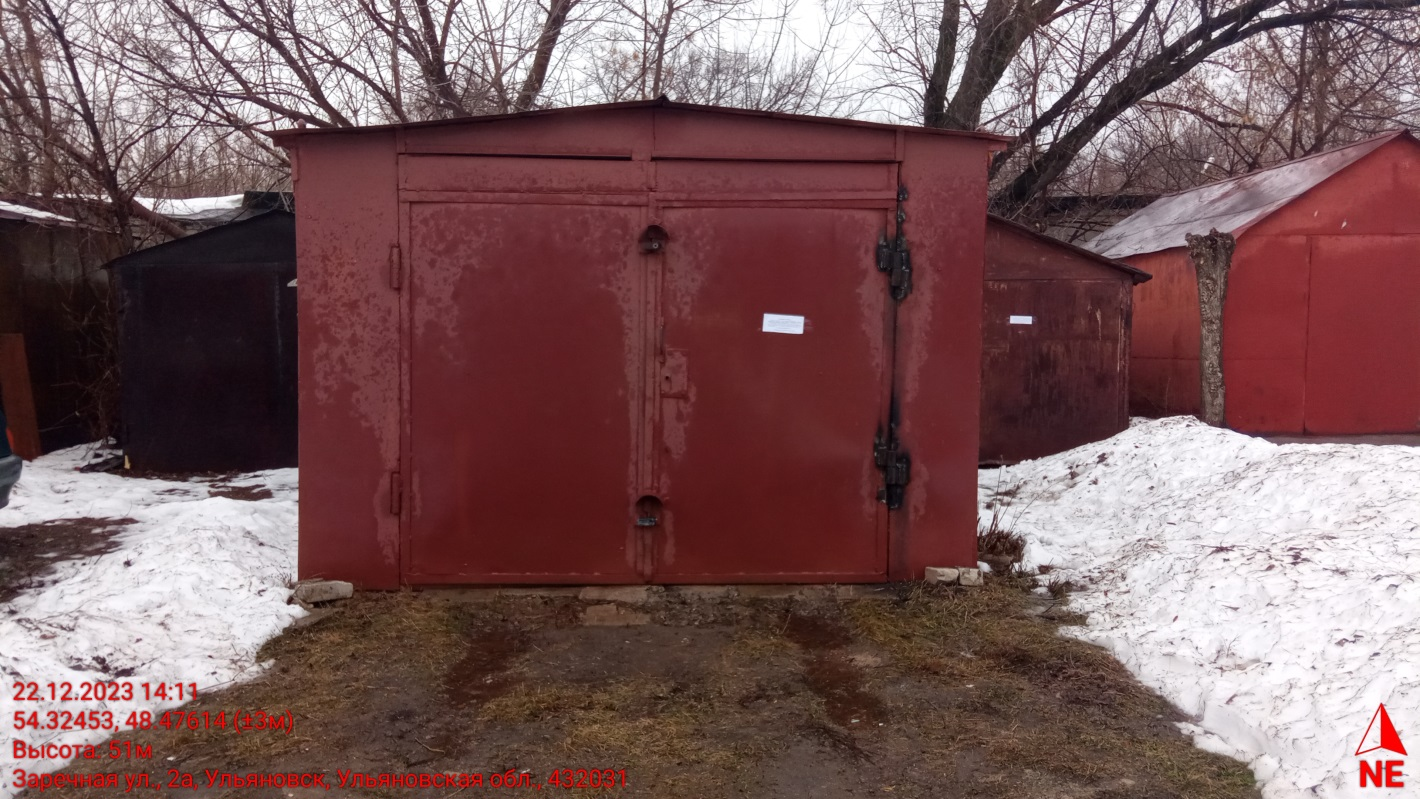 22.12.2023 14:11
54.32453, 48.47614 (±3м)
Высота: 51м
Заречная ул., 2а, Ульяновск, Ульяновская обл., 432031
NE